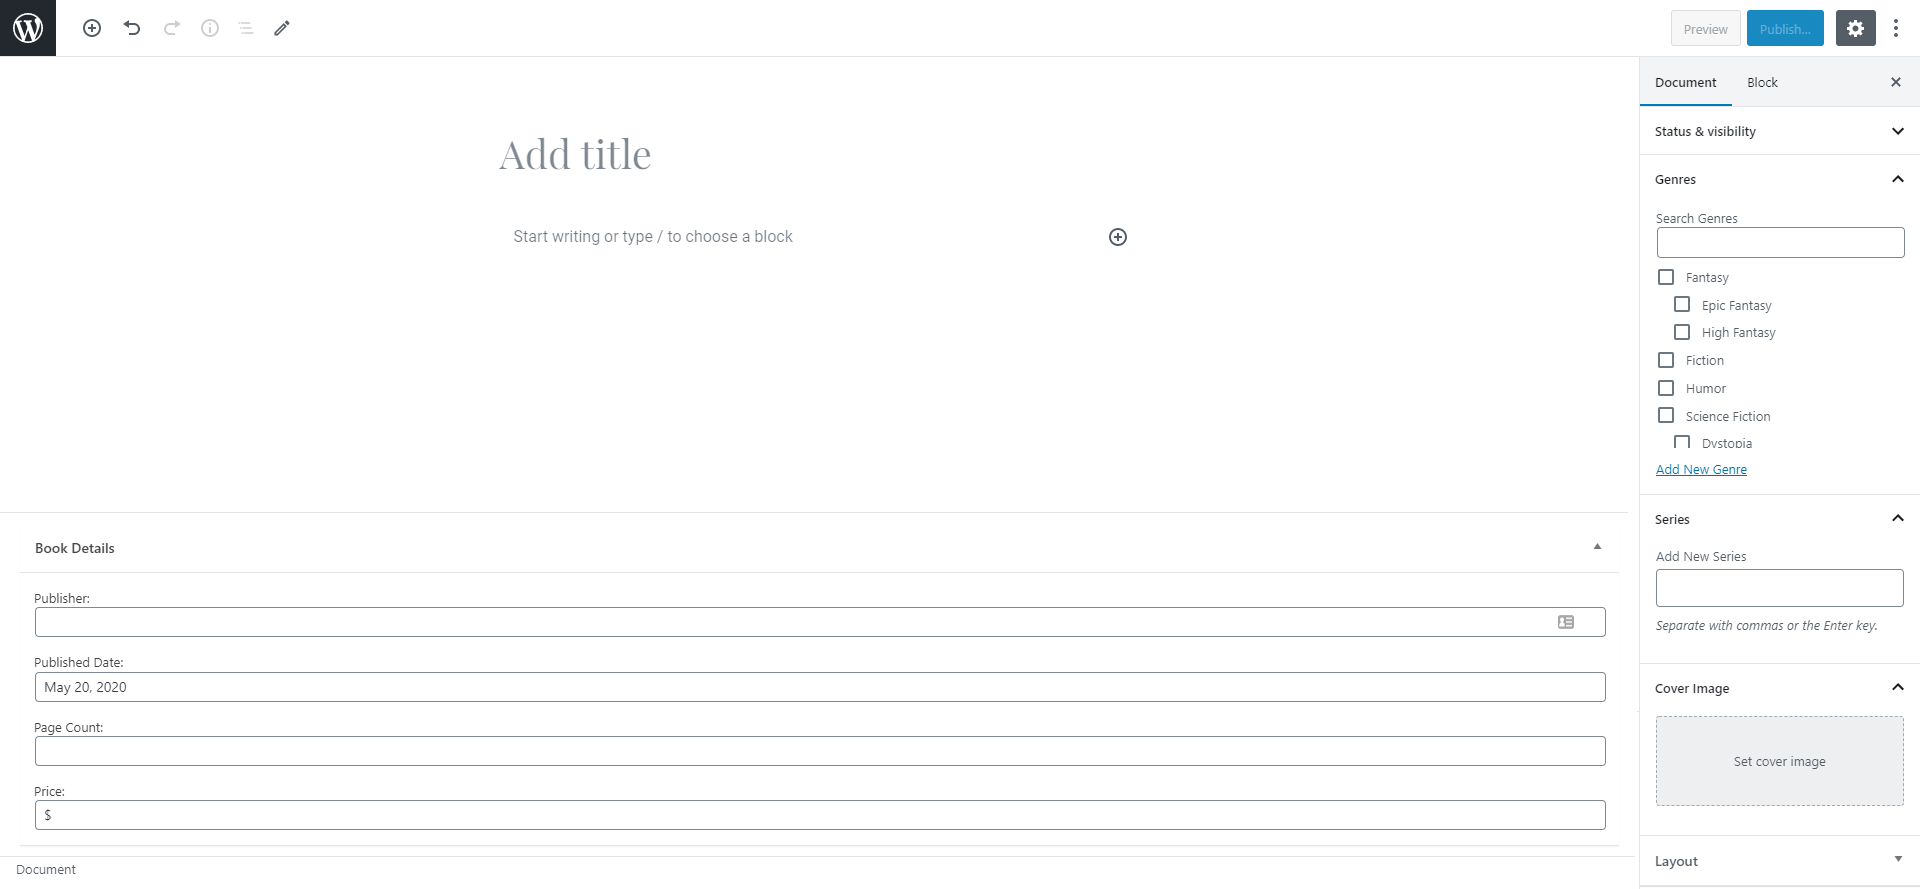 Preview
Publish...
Document
Block
Add title
Start writing or type / to choose a block
Status & visibility
Genres
Search Genres
Fantasy
Epic Fantasy
High Fantasy
Fiction
Humor
Science Fiction
Dystopia
Add New Genre
Series
Add New Series
Separate with commas or the Enter key.
Cover Image
Set cover image
Layout
Book Details
Publisher:
Published Date:
May 20, 2020
Page Count:
Price:
$
Document